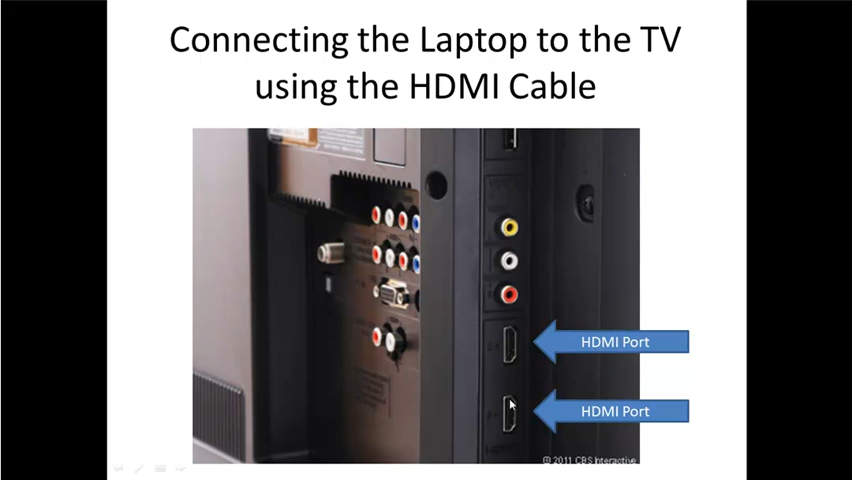 Connecting the Laptop to the TV
using the HDMI Cable
HDMI Port
HDMI Port
© 2011 CBS Interactive